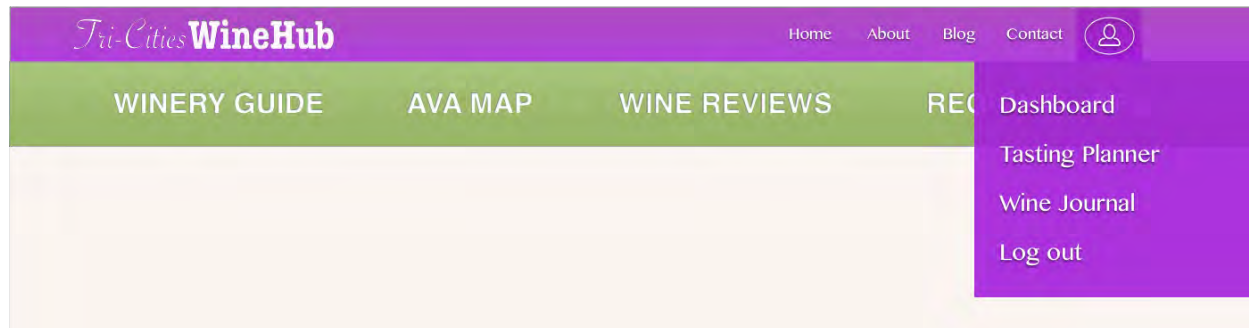 Tri-Cities WineHub
Home About Blog Contact
WINERY GUIDE AVA MAP WINE REVIEWS
Dashboard
Tasting Planner
Wine Journal
Log out